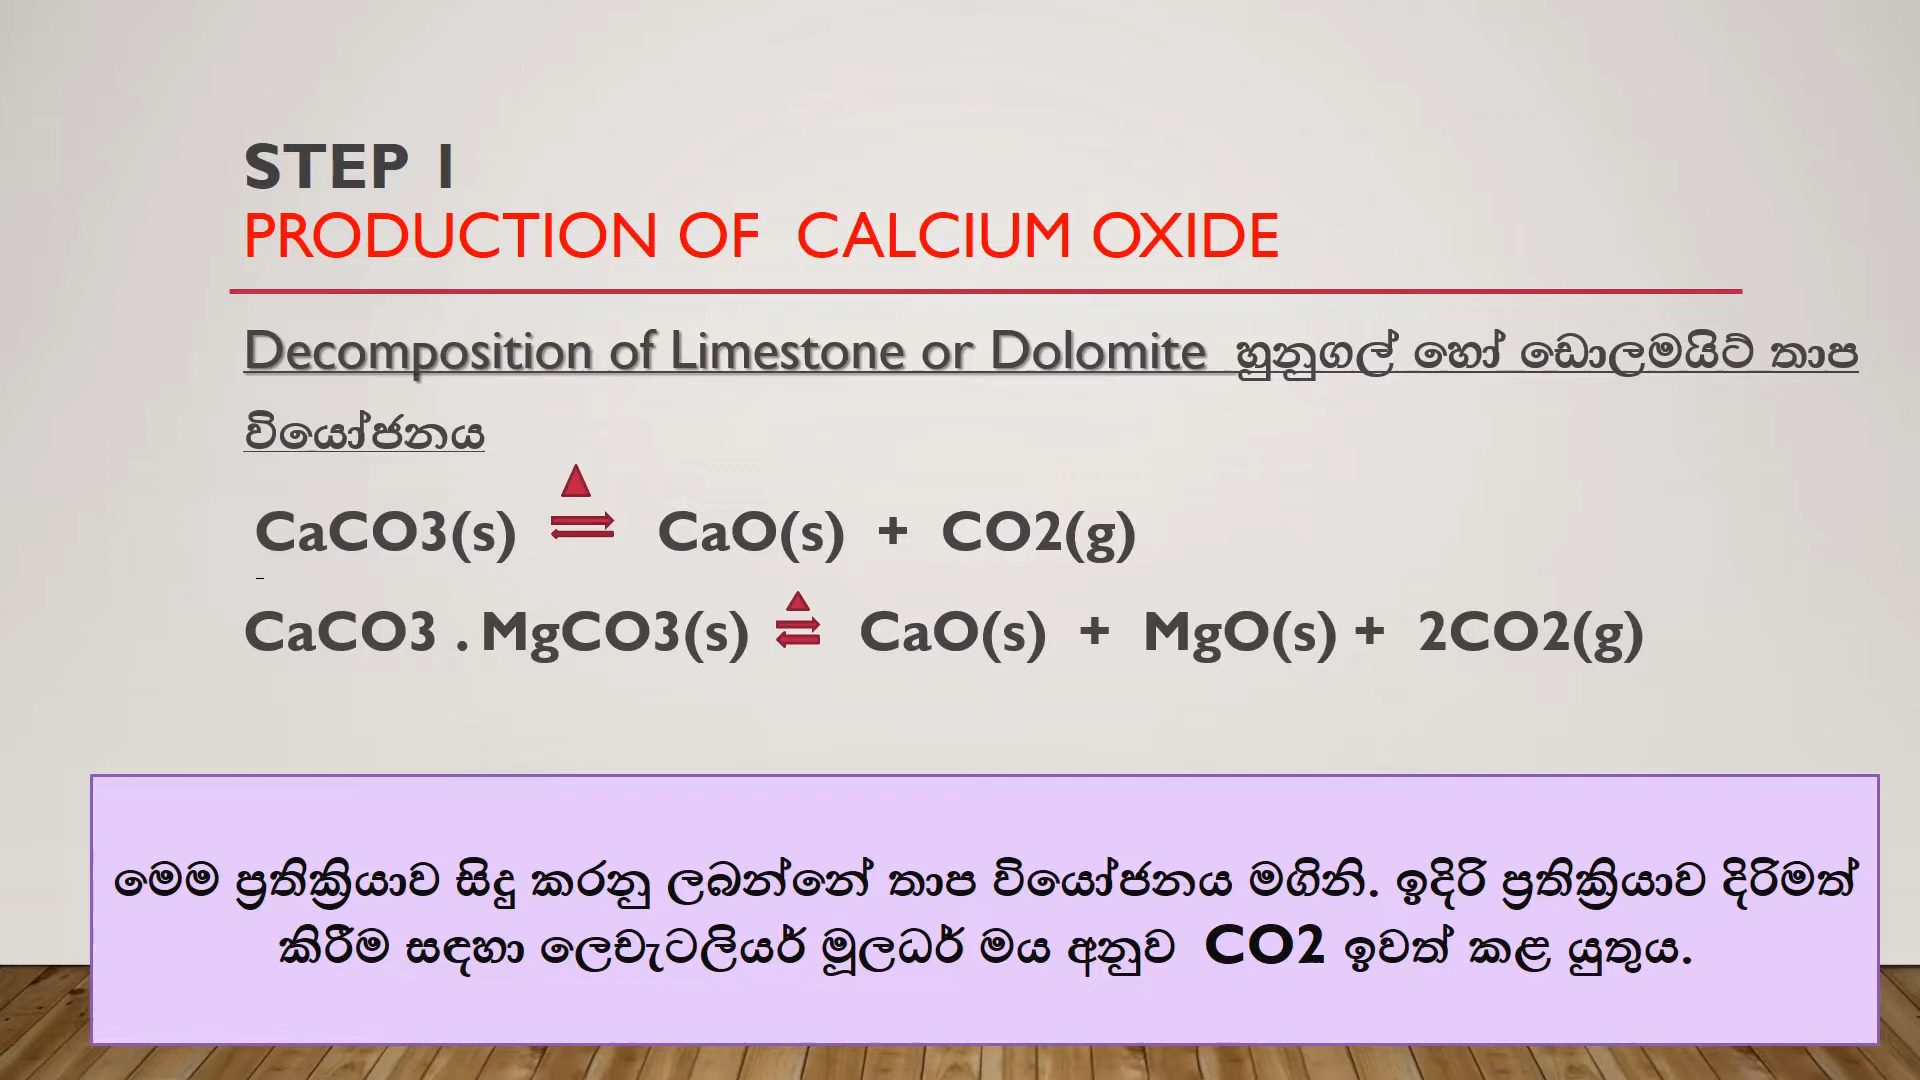 STEP 1
PRODUCTION OF CALCIUM OXIDE
Decomposition of Limestone or Dolomite හුනුගල් හෝ ඩොලමයිට් තාප
වියෝජනය
CaCO3(s) ⇌ CaO(s) + CO2(g)
CaCO3 . MgCO3(s) ⇌ CaO(s) + MgO(s) + 2CO2(g)
මෙම ප්‍රතික්‍රියාව සිදු කරනු ලබන්නේ තාප වියෝජනය මගිනි. ඉදිරි ප්‍රතික්‍රියාව දිරිමත්
කිරීම සඳහා ලෙචැටලියර් මූලධර් මය අනුව CO2 ඉවත් කළ යුතුය.